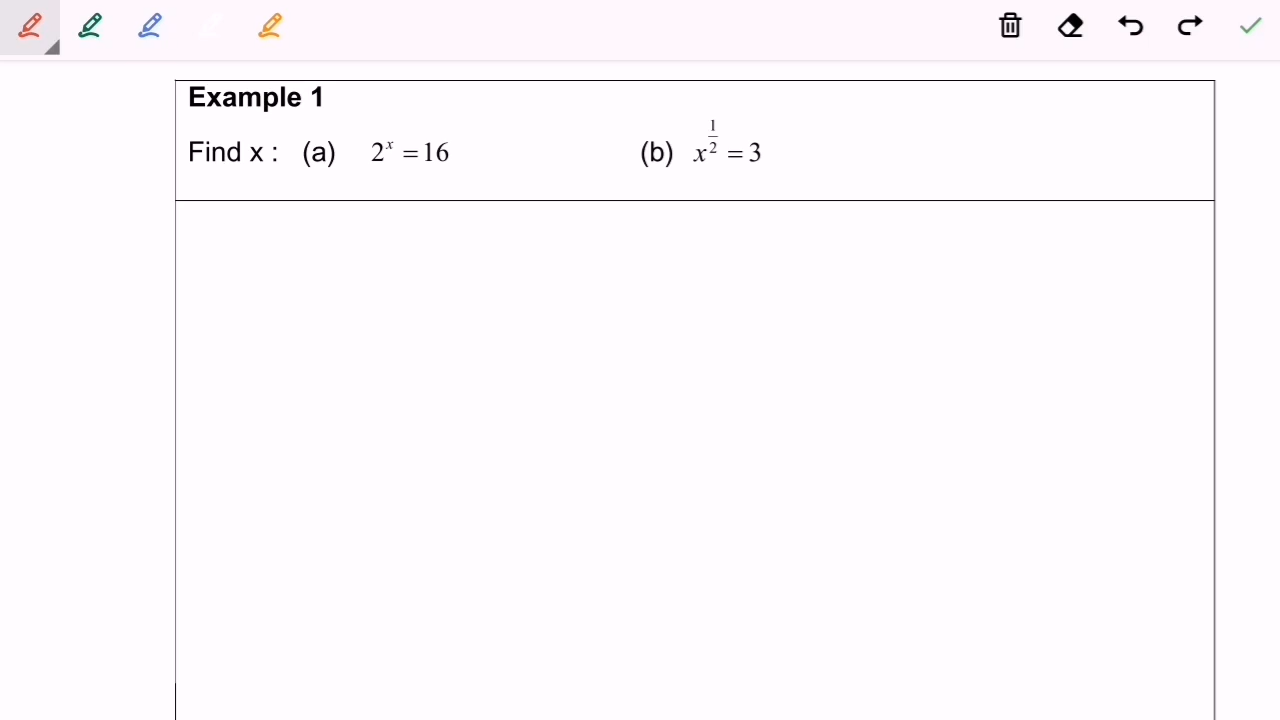 Example 1
Find x : (a) 2^x = 16 (b) x^{1/2} = 3